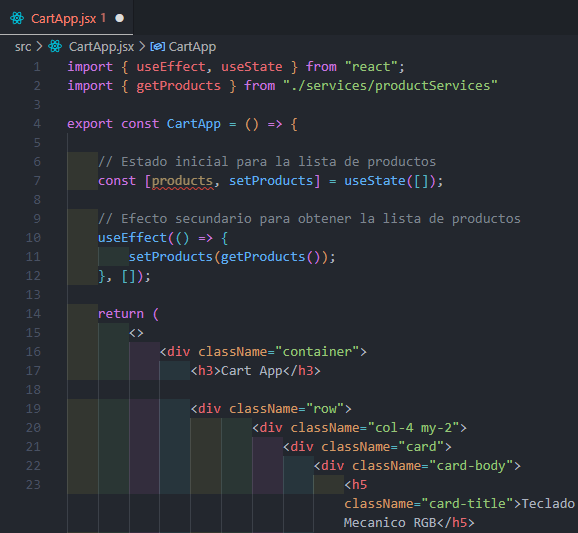 CartApp.jsx 1
src > CartApp.jsx > CartApp
1 import { useEffect, useState } from "react";
2 import { getProducts } from "./services/productServices"
3
4 export const CartApp = () => {
5
6 // Estado inicial para la lista de productos
7 const [products, setProducts] = useState([]);
8
9 // Efecto secundario para obtener la lista de productos
10 useEffect(() => {
11 setProducts(getProducts());
12 }, []);
13
14 return (
15 <>
16 <div className="container">
17 <h3>Cart App</h3>
18
19 <div className="row">
20 <div className="col-4 my-2">
21 <div className="card">
22 <div className="card-body">
23 <h5
className="card-title">Teclado
Mecanico RGB</h5>